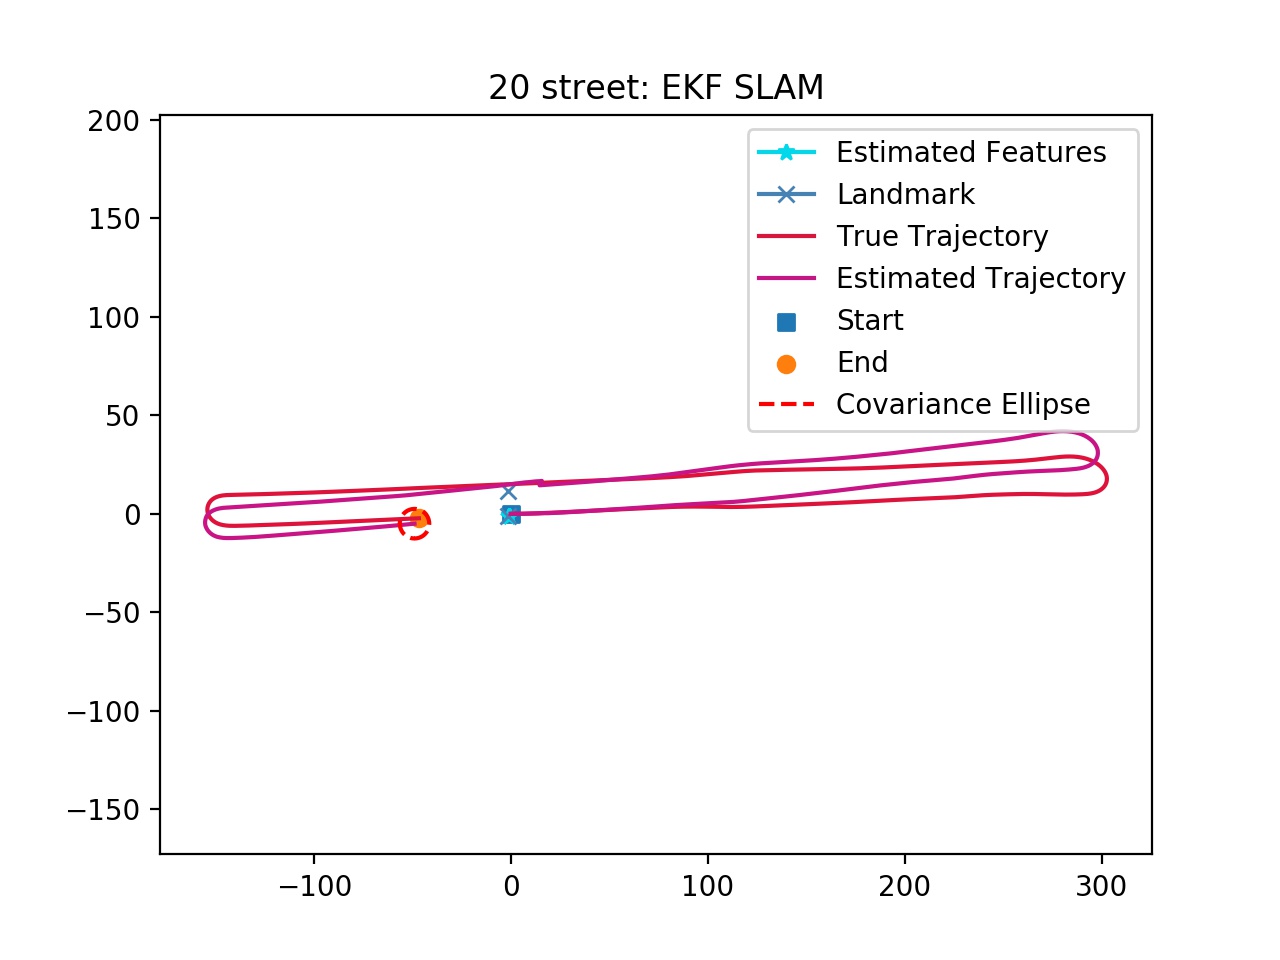 20 street: EKF SLAM
200
150
100
50
0
−50
−100
−150
−100
0
100
200
300
Estimated Features
Landmark
True Trajectory
Estimated Trajectory
Start
End
Covariance Ellipse